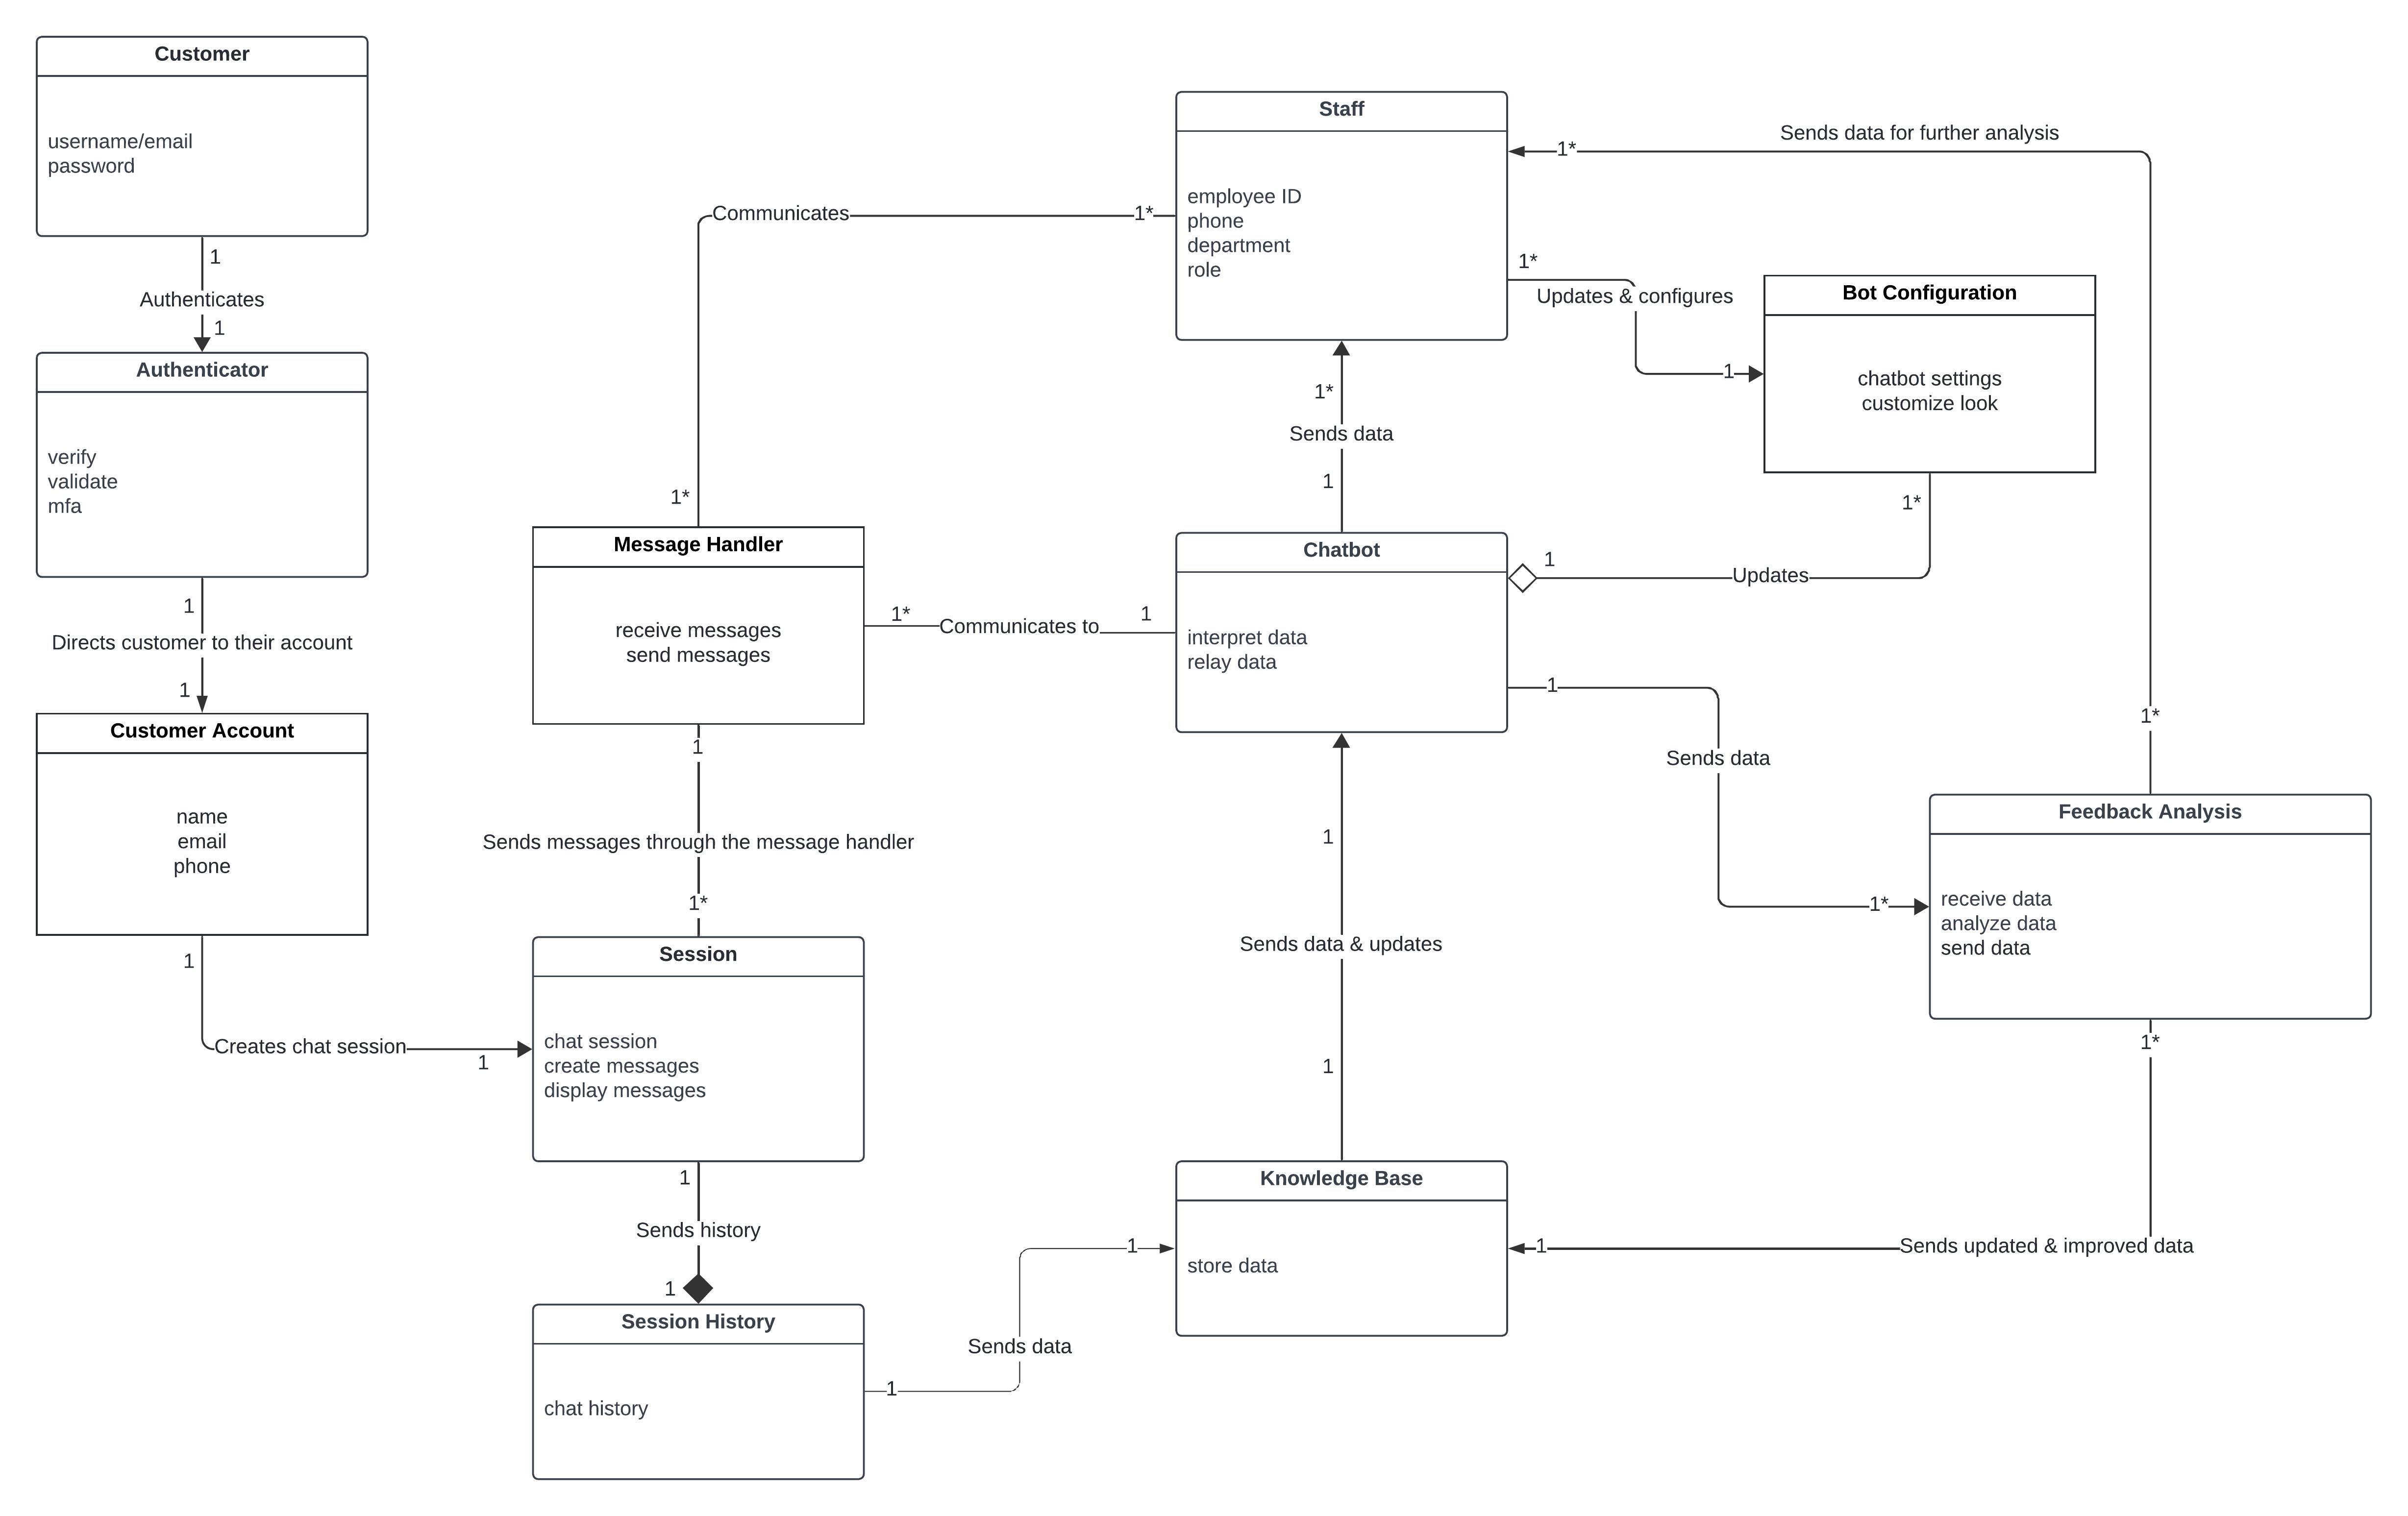 Customer
username/email
password
1
Authenticates
1
Authenticator
verify
validate
mfa
1
Directs customer to their account
1
Customer Account
name
email
phone
1
Creates chat session
1
Communicates
1*
1*
Message Handler
receive messages
send messages
1*
Communicates to
1
1
Sends messages through the message handler
1*
Session
chat session
create messages
display messages
1
Sends history
1
Session History
chat history
1
Sends data
1
Staff
employee ID
phone
department
role
1*
Sends data for further analysis
1*
1*
Updates & configures
1
Bot Configuration
chatbot settings
customize look
1*
Updates
1
1*
Sends data
1
Chatbot
interpret data
relay data
1
Sends data
1*
1
Sends data & updates
1
Feedback Analysis
receive data
analyze data
send data
1*
Sends updated & improved data
1
Knowledge Base
store data